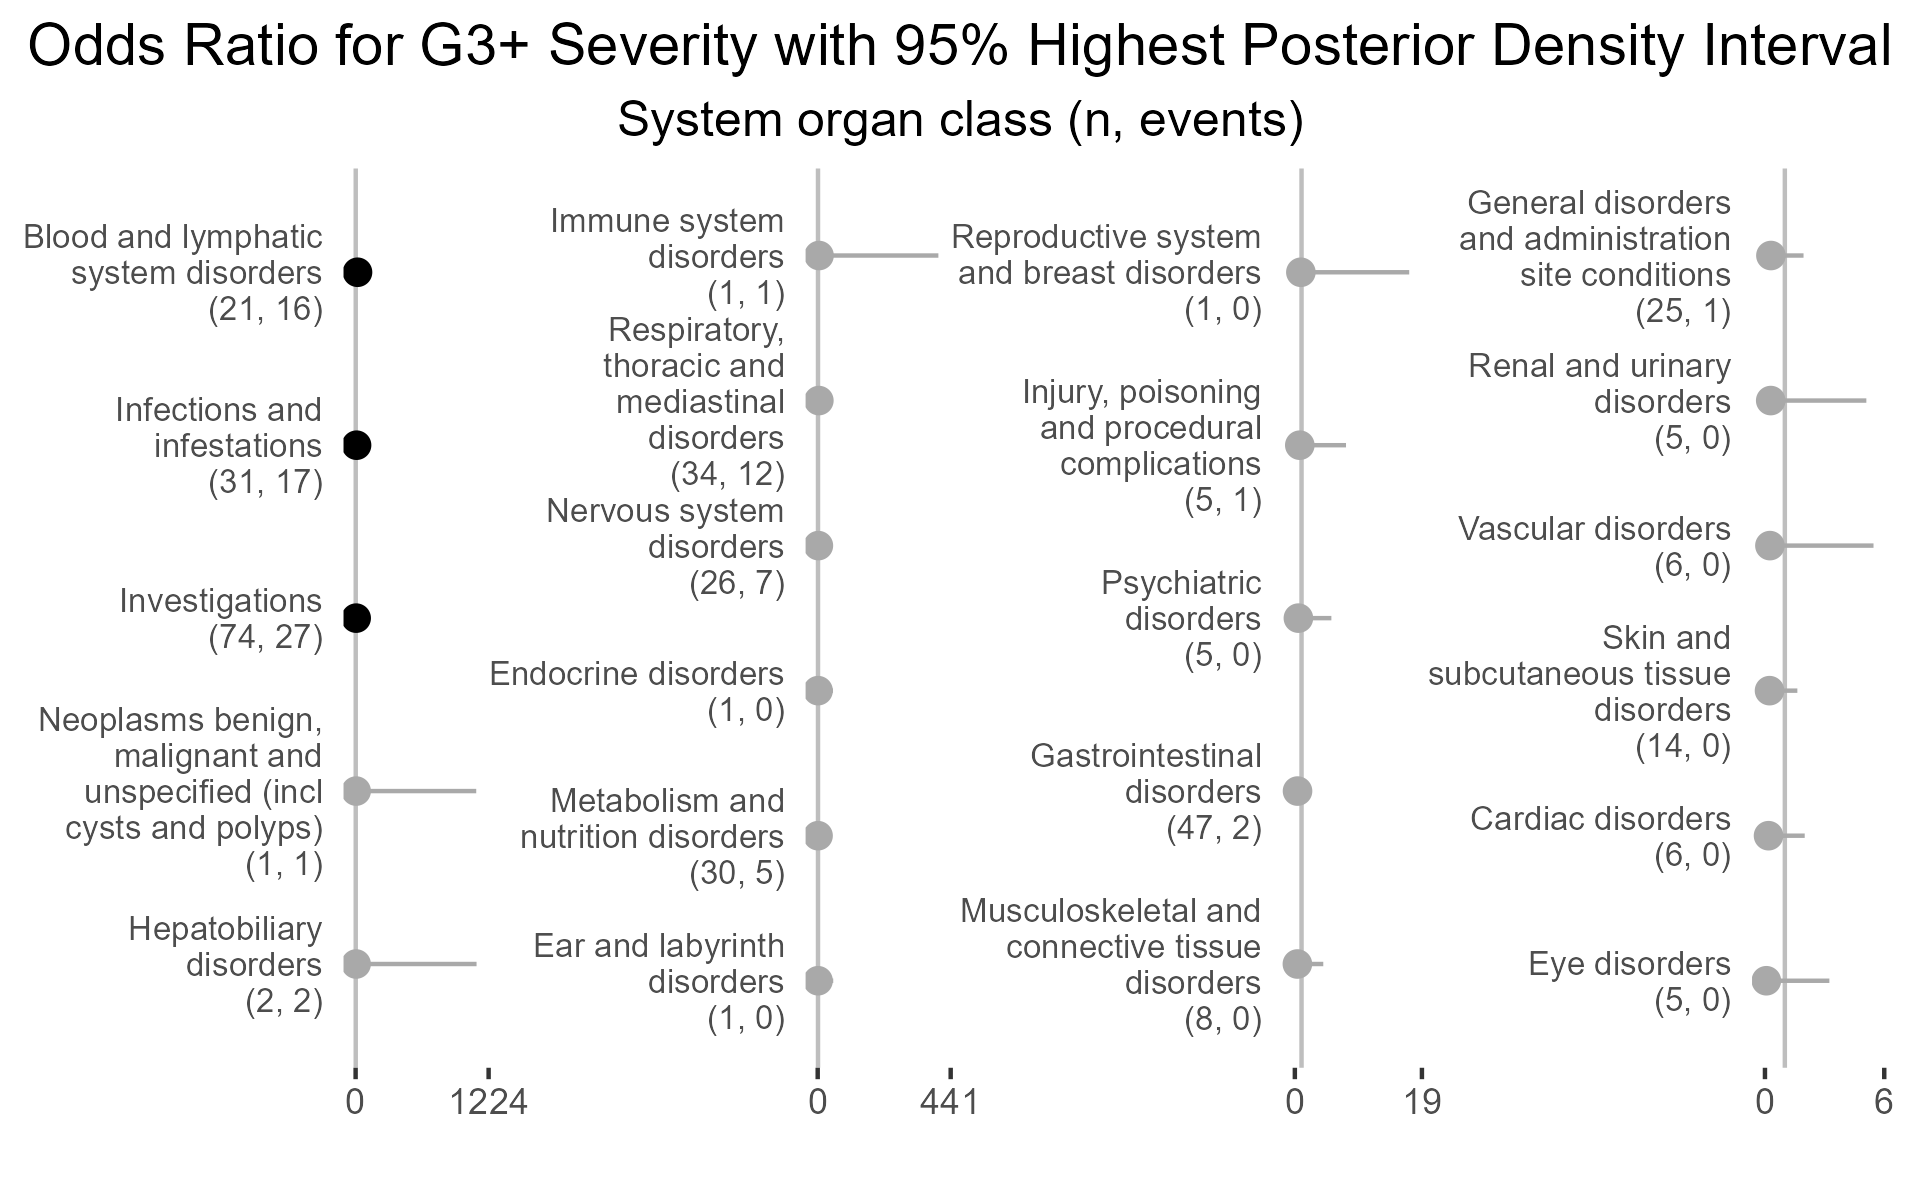 Odds Ratio for G3+ Severity with 95% Highest Posterior Density Interval
System organ class (n, events)
Blood and lymphatic
system disorders
(21, 16)
Infections and
infestations
(31, 17)
Investigations
(74, 27)
Neoplasms benign,
malignant and
unspecified (incl
cysts and polyps)
(1, 1)
Hepatobiliary
disorders
(2, 2)
0
1224
Immune system
disorders
(1, 1)
Respiratory,
thoracic and
mediastinal
disorders
(34, 12)
Nervous system
disorders
(26, 7)
Endocrine disorders
(1, 0)
Metabolism and
nutrition disorders
(30, 5)
Ear and labyrinth
disorders
(1, 0)
0
441
Reproductive system
and breast disorders
(1, 0)
Injury, poisoning
and procedural
complications
(5, 1)
Psychiatric
disorders
(5, 0)
Gastrointestinal
disorders
(47, 2)
Musculoskeletal and
connective tissue
disorders
(8, 0)
0
19
General disorders
and administration
site conditions
(25, 1)
Renal and urinary
disorders
(5, 0)
Vascular disorders
(6, 0)
Skin and
subcutaneous tissue
disorders
(14, 0)
Cardiac disorders
(6, 0)
Eye disorders
(5, 0)
0
6